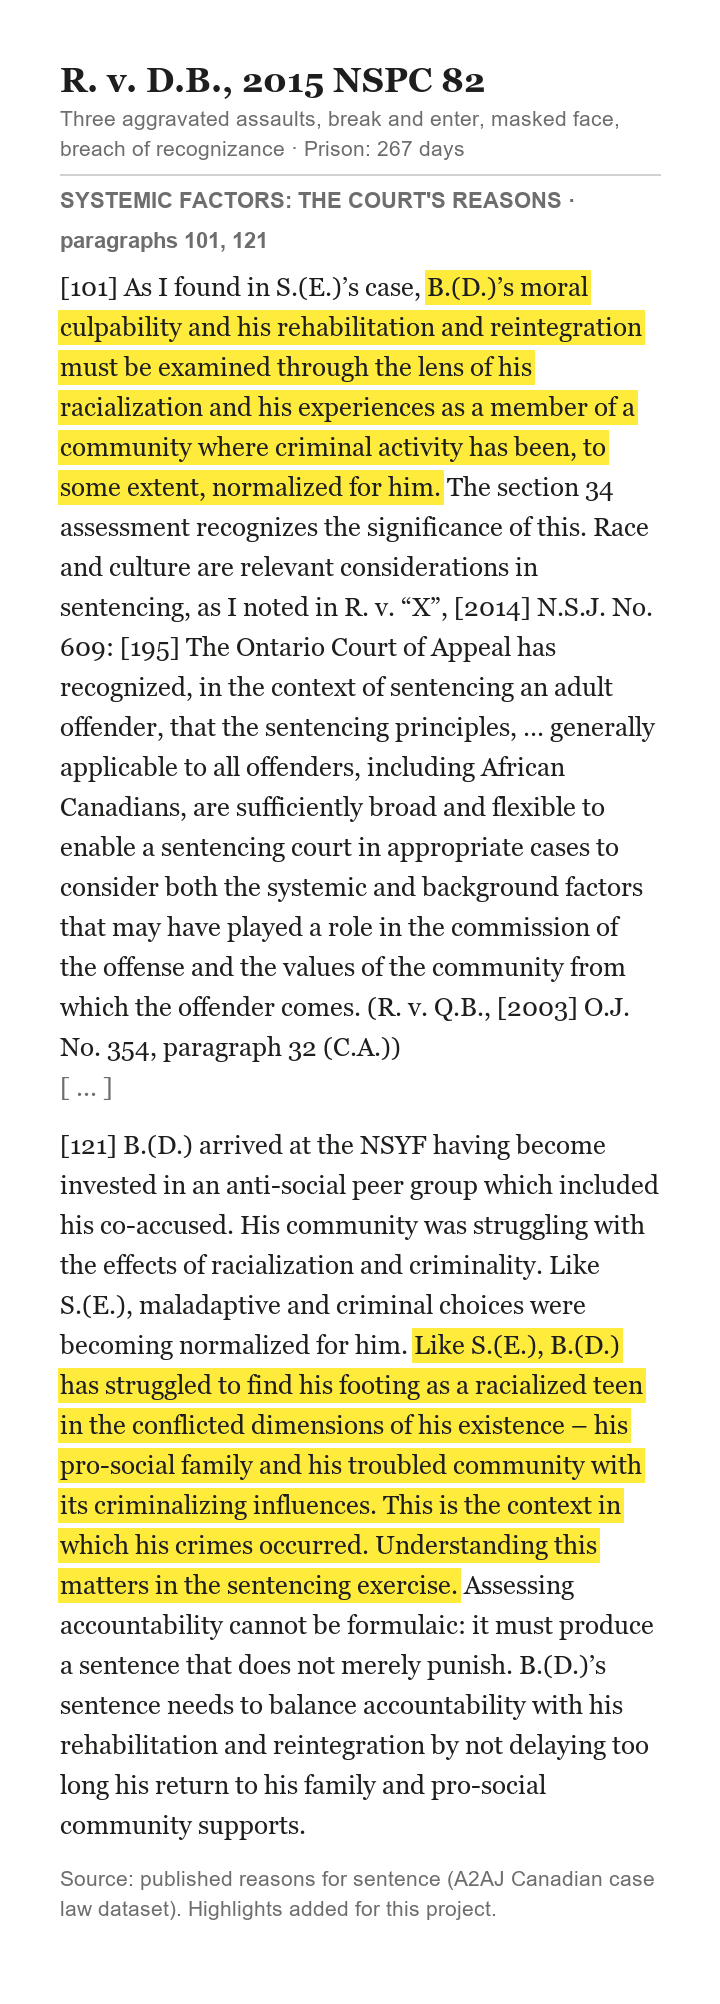 R. v. D.B., 2015 NSPC 82
Three aggravated assaults, break and enter, masked face,
breach of recognizance · Prison: 267 days
SYSTEMIC FACTORS: THE COURT'S REASONS ·
paragraphs 101, 121
[101] As I found in S.(E.)’s case, B.(D.)’s moral
culpability and his rehabilitation and reintegration
must be examined through the lens of his
racialization and his experiences as a member of a
community where criminal activity has been, to
some extent, normalized for him. The section 34
assessment recognizes the significance of this. Race
and culture are relevant considerations in
sentencing, as I noted in R. v. “X”, [2014] N.S.J. No.
609: [195] The Ontario Court of Appeal has
recognized, in the context of sentencing an adult
offender, that the sentencing principles, ... generally
applicable to all offenders, including African
Canadians, are sufficiently broad and flexible to
enable a sentencing court in appropriate cases to
consider both the systemic and background factors
that may have played a role in the commission of
the offense and the values of the community from
which the offender comes. (R. v. Q.B., [2003] O.J.
No. 354, paragraph 32 (C.A.))
[ ... ]
[121] B.(D.) arrived at the NSYF having become
invested in an anti-social peer group which included
his co-accused. His community was struggling with
the effects of racialization and criminality. Like
S.(E.), maladaptive and criminal choices were
becoming normalized for him. Like S.(E.), B.(D.)
has struggled to find his footing as a racialized teen
in the conflicted dimensions of his existence – his
pro-social family and his troubled community with
its criminalizing influences. This is the context in
which his crimes occurred. Understanding this
matters in the sentencing exercise. Assessing
accountability cannot be formulaic: it must produce
a sentence that does not merely punish. B.(D.)’s
sentence needs to balance accountability with his
rehabilitation and reintegration by not delaying too
long his return to his family and pro-social
community supports.
Source: published reasons for sentence (A2AJ Canadian case
law dataset). Highlights added for this project.